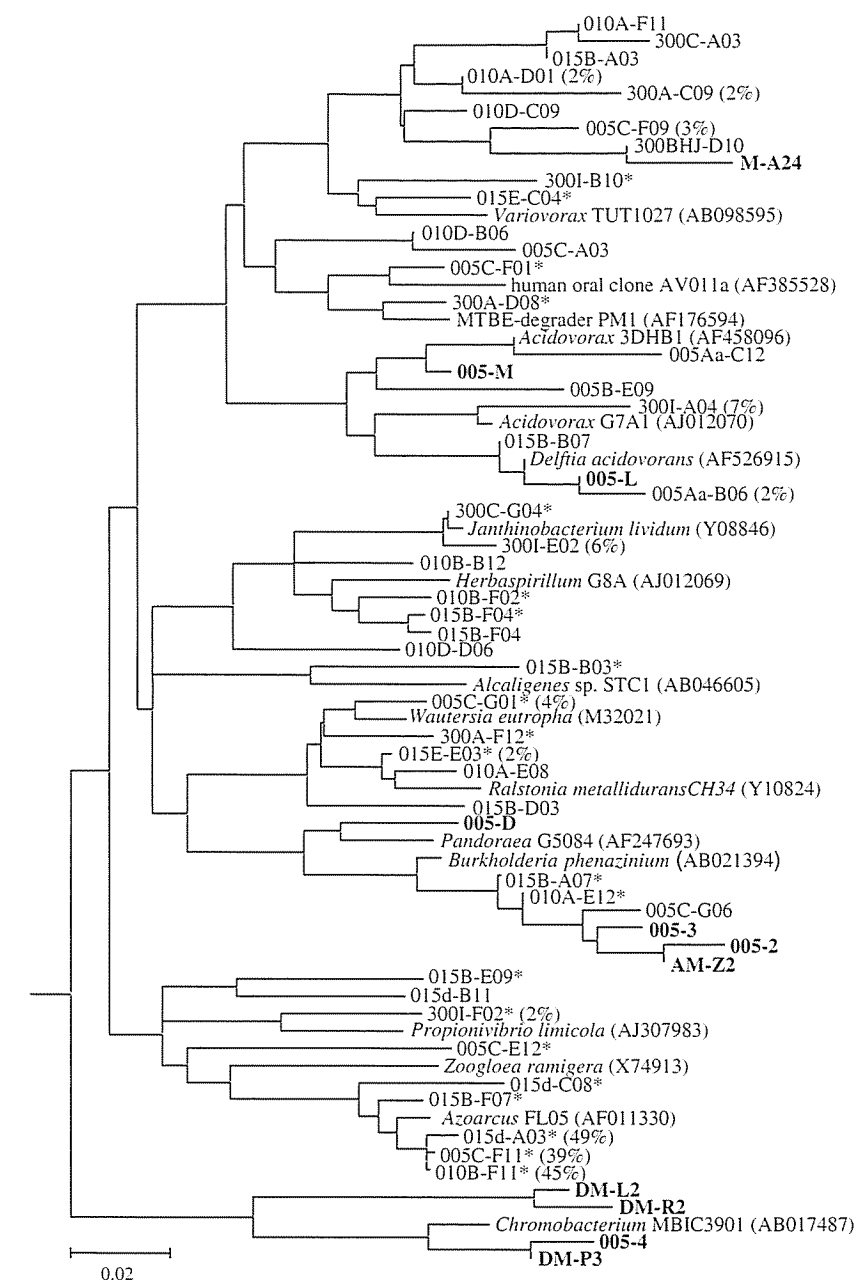 010A-F11
300C-A03
015B-A03
010A-D01 (2%)
300A-C09 (2%)
010D-C09
005C-F09 (3%)
300BHJ-D10
M-A24
300I-B10*
015E-C04*
Variovorax TUT1027 (AB098595)
010D-B06
005C-A03
005C-F01*
human oral clone AV011a (AF385528)
300A-D08*
MTBE-degrader PM1 (AF176594)
Acidovorax 3DHB1 (AF458096)
005Aa-C12
005-M
005B-E09
300I-A04 (7%)
Acidovorax G7A1 (AJ012070)
015B-B07
Delftia acidovorans (AF526915)
005-L
005Aa-B06 (2%)
300C-G04*
Janthinobacterium lividum (Y08846)
300I-E02 (6%)
010B-B12
Herbaspirillum G8A (AJ012069)
010B-F02*
015B-F04*
015B-F04
010D-D06
015B-B03*
Alcaligenes sp. STC1 (AB046605)
005C-G01* (4%)
Wautersia eutropha (M32021)
300A-F12*
015E-E03* (2%)
010A-E08
Ralstonia metalliduransCH34 (Y10824)
015B-D03
005-D
Pandoraea G5084 (AF247693)
Burkholderia phenazinium (AB021394)
015B-A07*
010A-E12*
005C-G06
005-3
005-2
AM-Z2
015B-E09*
015d-B11
300I-F02* (2%)
Propionivibrio limicola (AJ307983)
005C-E12*
Zoogloea ramigera (X74913)
015d-C08*
015B-F07*
Azoarcus FL05 (AF011330)
015d-A03* (49%)
005C-F11* (39%)
010B-F11* (45%)
DM-L2
DM-R2
Chromobacterium MBIC3901 (AB017487)
005-4
DM-P3
0.02